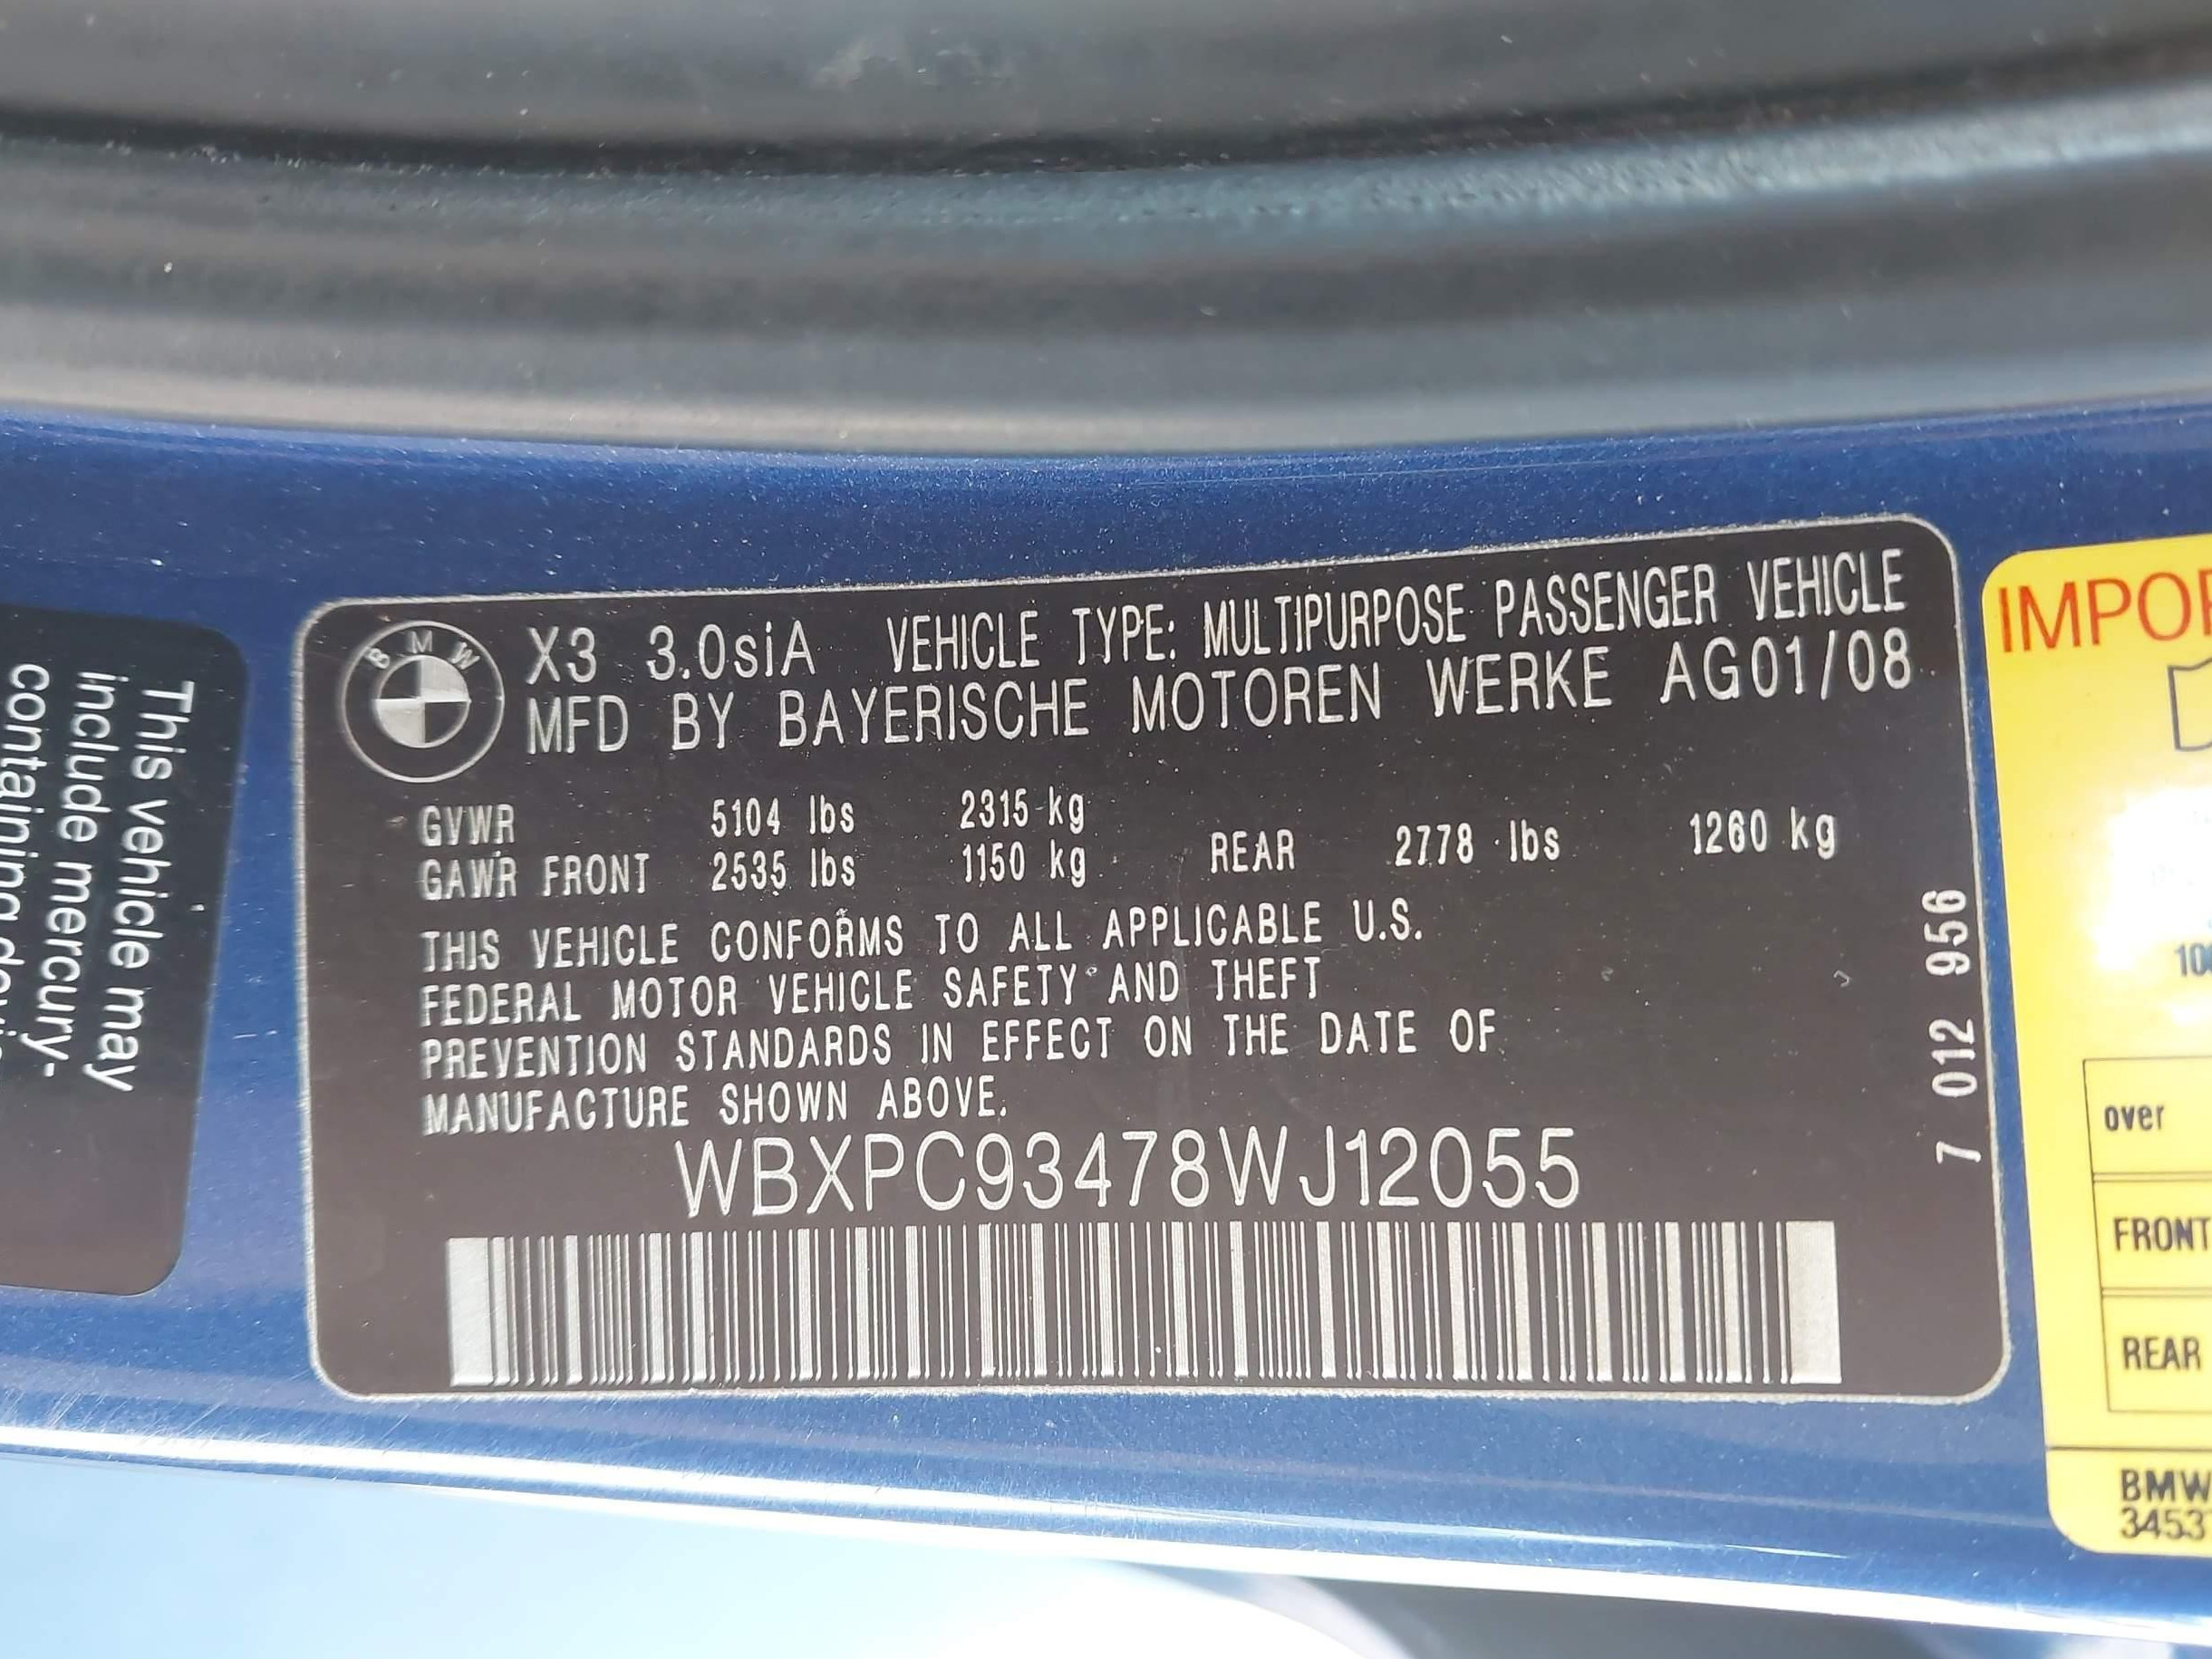 This vehicle may
include mercury-
containing
BMW
X3 3.0siA VEHICLE TYPE: MULTIPURPOSE PASSENGER VEHICLE
MFD BY BAYERISCHE MOTOREN WERKE AG01/08
GVWR 5104 lbs 2315 kg
GAWR FRONT 2535 lbs 1150 kg REAR 2778 lbs 1260 kg
THIS VEHICLE CONFORMS TO ALL APPLICABLE U.S.
FEDERAL MOTOR VEHICLE SAFETY AND THEFT
PREVENTION STANDARDS IN EFFECT ON THE DATE OF
MANUFACTURE SHOWN ABOVE.
WBXPC93478WJ12055
7 012 956
over
FRONT
REAR
BMW